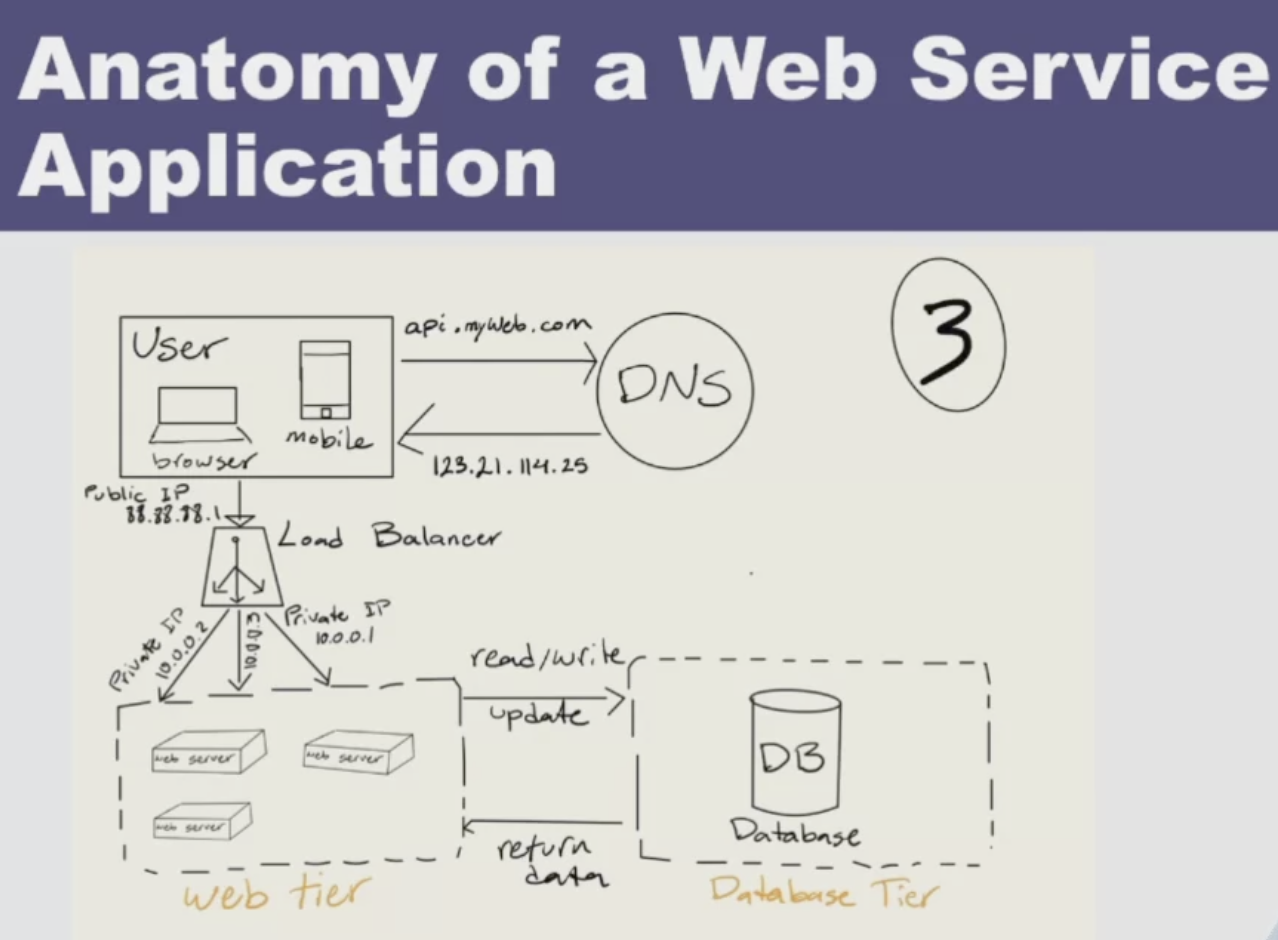 Anatomy of a Web Service
Application
3
User
mobile
browser
api.myWeb.com
DNS
123.21.114.25
Public IP
88.88.88.1
Load Balancer
Private IP
10.0.0.2
10.0.0.3
Private IP
10.0.0.1
read/write
update
web server
web server
web server
return
data
DB
Database
web tier
Database Tier